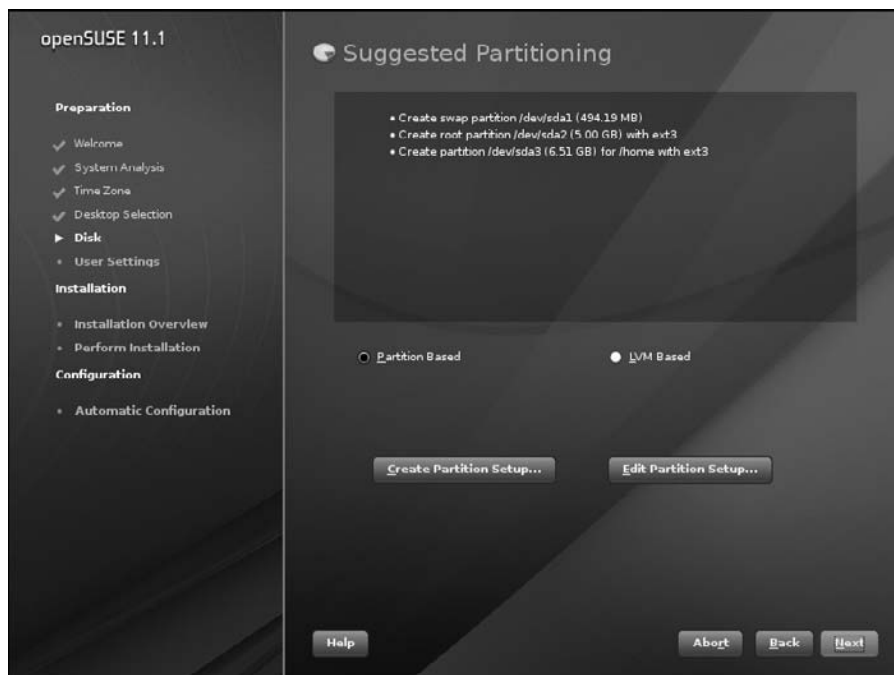 openSUSE 11.1
Preparation
Welcome
System Analysis
Time Zone
Desktop Selection
Disk
User Settings
Installation
Installation Overview
Perform Installation
Configuration
Automatic Configuration
Suggested Partitioning
• Create swap partition /dev/sda1 (494.19 MB)
• Create root partition /dev/sda2 (5.00 GB) with ext3
• Create partition /dev/sda3 (6.51 GB) for /home with ext3
Partition Based
LVM Based
Create Partition Setup...
Edit Partition Setup...
Help
Abort
Back
Next